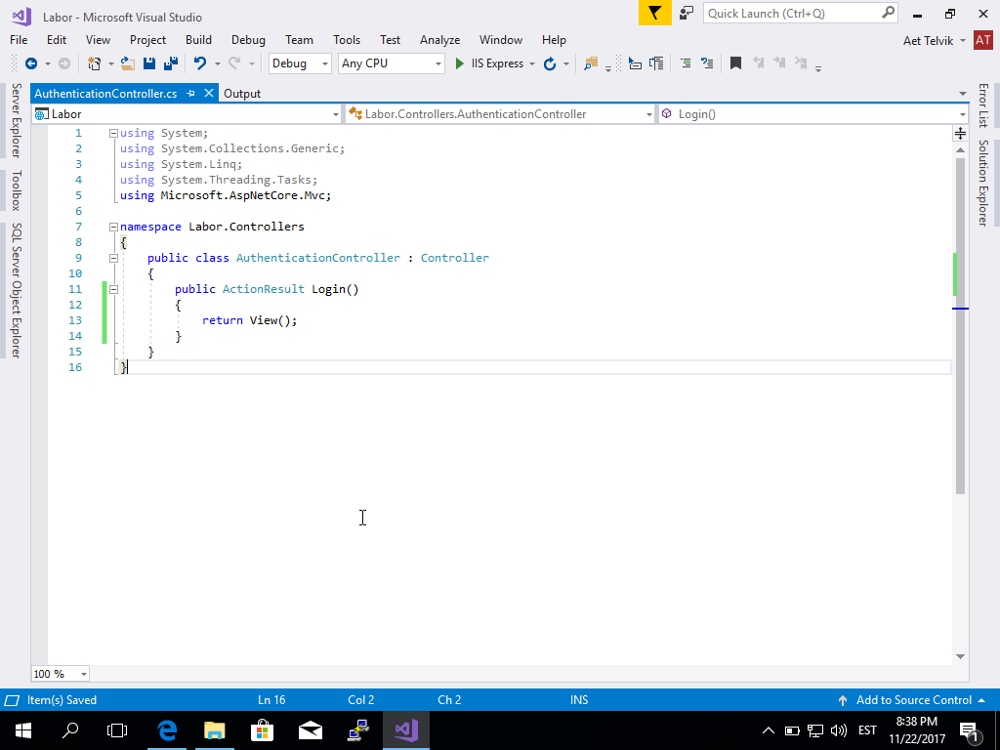 Labor - Microsoft Visual Studio
Quick Launch (Ctrl+Q)
File Edit View Project Build Debug Team Tools Test Analyze Window Help
Aet Telvik AT
Debug Any CPU IIS Express
AuthenticationController.cs Output
Labor Labor.Controllers.AuthenticationController Login()
Server Explorer
Toolbox
SQL Server Object Explorer
1 using System;
2 using System.Collections.Generic;
3 using System.Linq;
4 using System.Threading.Tasks;
5 using Microsoft.AspNetCore.Mvc;
6
7 namespace Labor.Controllers
8 {
9 public class AuthenticationController : Controller
10 {
11 public ActionResult Login()
12 {
13 return View();
14 }
15 }
16 }
Error List
Solution Explorer
100 %
Item(s) Saved Ln 16 Col 2 Ch 2 INS Add to Source Control
EST
8:38 PM
11/22/2017
1